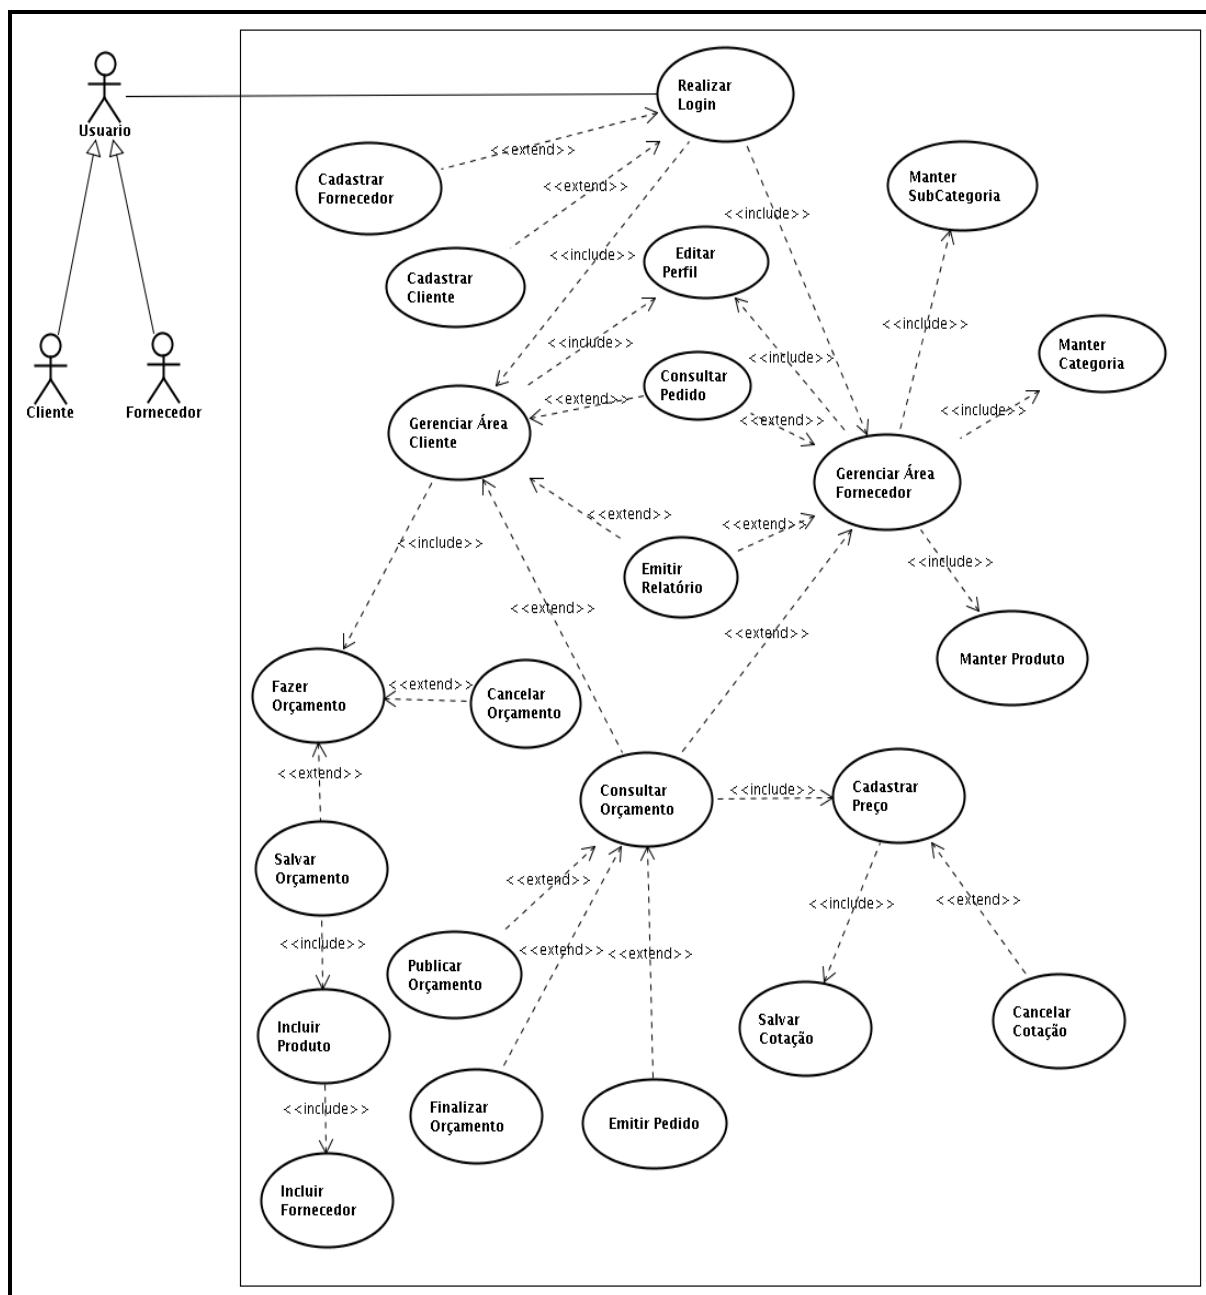 Realizar
Login
Usuario
<<extend>>
Cadastrar
Fornecedor
<<extend>>
Manter
SubCategoria
<<include>>
<<include>>
Editar
Perfil
Cadastrar
Cliente
<<include>>
<<include>>
<<include>>
Manter
Categoria
Cliente
Fornecedor
Consultar
Pedido
<<extend>>
<<extend>>
<<include>>
Gerenciar Área
Cliente
Gerenciar Área
Fornecedor
<<extend>>
<<extend>>
<<include>>
<<include>>
Emitir
Relatório
<<extend>>
<<extend>>
Manter Produto
Fazer
Orçamento
<<extend>>
Cancelar
Orçamento
<<extend>>
Consultar
Orçamento
<<include>>
Cadastrar
Preço
Salvar
Orçamento
<<extend>>
<<include>>
<<extend>>
<<include>>
<<extend>>
<<extend>>
Publicar
Orçamento
Salvar
Cotação
Cancelar
Cotação
Incluir
Produto
<<include>>
Finalizar
Orçamento
Emitir Pedido
Incluir
Fornecedor